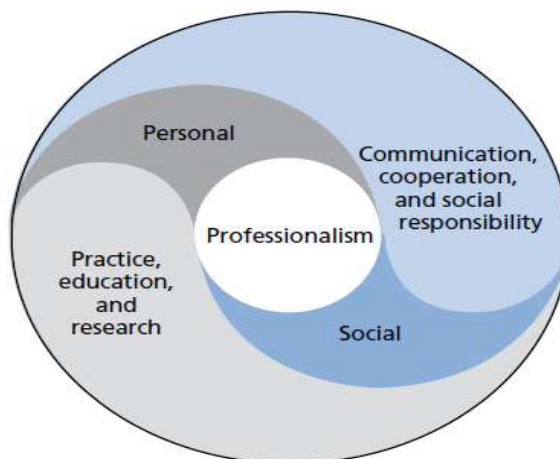 Personal
Communication,
cooperation,
and social
responsibility
Professionalism
Practice,
education,
and
research
Social